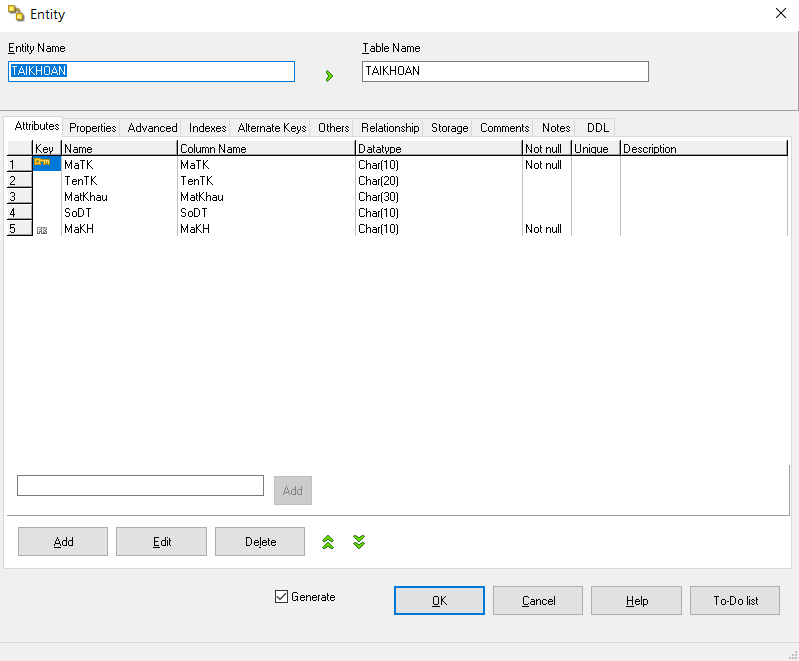 Entity
Entity Name Table Name
TAIKHOAN TAIKHOAN
Attributes Properties Advanced Indexes Alternate Keys Others Relationship Storage Comments Notes DDL
Key Name Column Name Datatype Not null Unique Description
1 MaTK MaTK Char(10) Not null
2 TenTK TenTK Char(20)
3 MatKhau MatKhau Char(30)
4 SoDT SoDT Char(10)
5 FK MaKH MaKH Char(10) Not null
Add
Add Edit Delete
Generate OK Cancel Help To-Do list